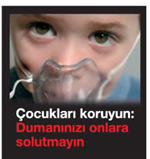 Çocukları koruyun:
Dumanınızı onlara
solutmayın